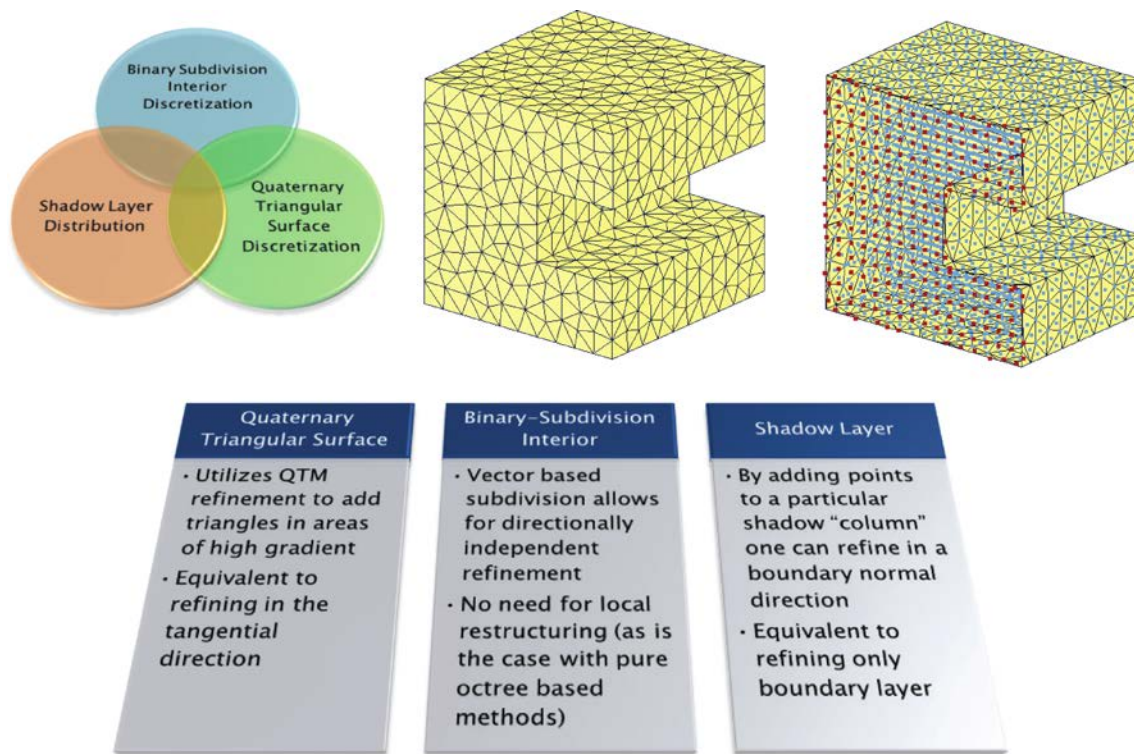 Binary Subdivision
Interior
Discretization
Shadow Layer
Distribution
Quaternary
Triangular
Surface
Discretization
Quaternary
Triangular Surface
• Utilizes QTM
refinement to add
triangles in areas
of high gradient
• Equivalent to
refining in the
tangential
direction
Binary-Subdivision
Interior
• Vector based
subdivision allows
for directionally
independent
refinement
• No need for local
restructuring (as is
the case with pure
octree based
methods)
Shadow Layer
• By adding points
to a particular
shadow “column”
one can refine in a
boundary normal
direction
• Equivalent to
refining only
boundary layer